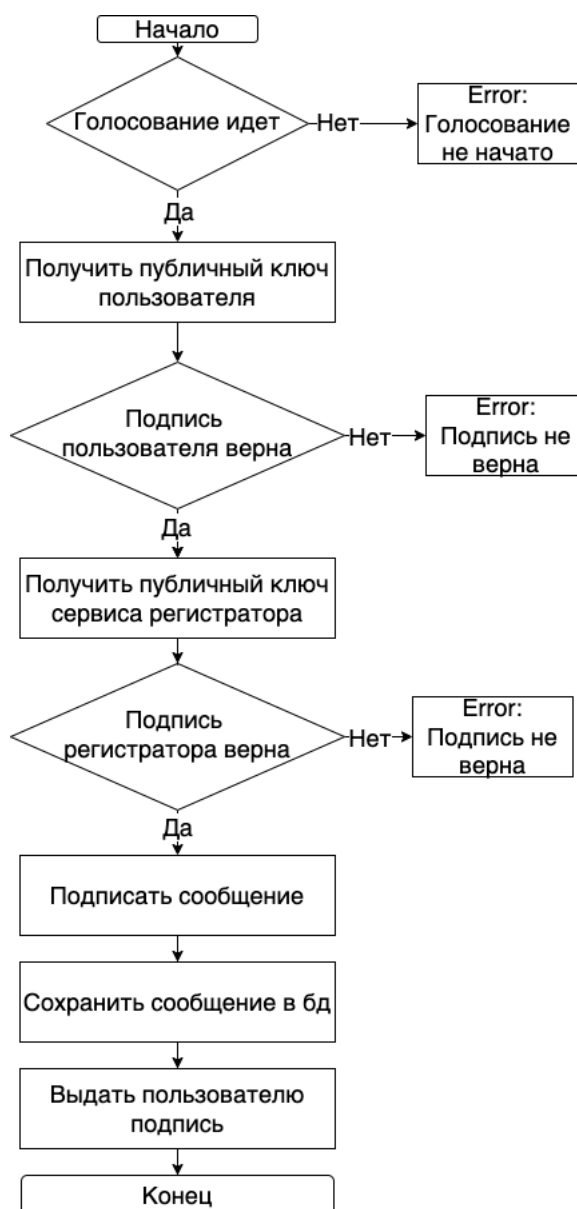 Начало
Голосование идет
Нет
Error:
Голосование
не начато
Да
Получить публичный ключ
пользователя
Подпись
пользователя верна
Нет
Error:
Подпись не
верна
Да
Получить публичный ключ
сервиса регистратора
Подпись
регистратора верна
Нет
Error:
Подпись не
верна
Да
Подписать сообщение
Сохранить сообщение в бд
Выдать пользователю
подпись
Конец